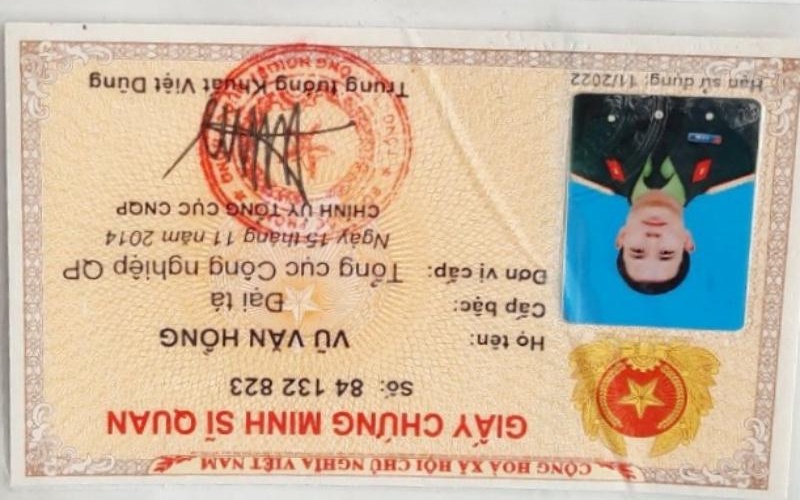 CỘNG HOÀ XÃ HỘI CHỦ NGHĨA VIỆT NAM
GIẤY CHỨNG MINH SĨ QUAN
Số: 84 132 823
Họ tên: VŨ VĂN HỒNG
Cấp bậc: Đại tá
Đơn vị cấp: Tổng cục Công nghiệp QP
Ngày 15 tháng 11 năm 2014
CHÍNH ỦY TỔNG CỤC CNQP
Trung tướng Khuất Việt Dũng
Hạn sử dụng: 11/2022